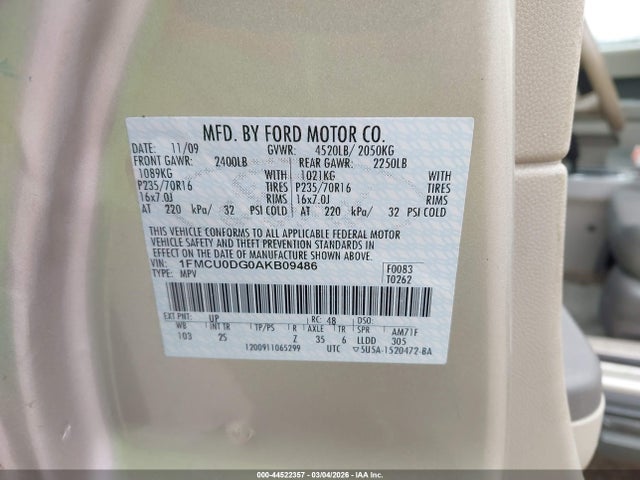 MFD. BY FORD MOTOR CO.
DATE: 11/09 GVWR: 4520LB/ 2050KG
FRONT GAWR: 2400LB REAR GAWR: 2250LB
1089KG WITH 1021KG WITH
P235/70R16 TIRES P235/70R16 TIRES
16x7.0J RIMS 16x7.0J RIMS
AT 220 kPa/ 32 PSI COLD AT 220 kPa/ 32 PSI COLD
THIS VEHICLE CONFORMS TO ALL APPLICABLE FEDERAL MOTOR
VEHICLE SAFETY AND THEFT PREVENTION STANDARDS IN
EFFECT ON THE DATE OF MANUFACTURE SHOWN ABOVE.
VIN: 1FMCU0DG0AKB09486 F0083
TYPE: MPV T0262
EXT PNT: UP RC: 48 DSO:
WB INT TR TP/PS R AXLE TR SPR AM71F
103 2S Z 35 6 LLDD 305
1200911065299 UTC ▽5U5A-1520472-BA
000-44522357 - 03/04/2026 - IAA Inc.